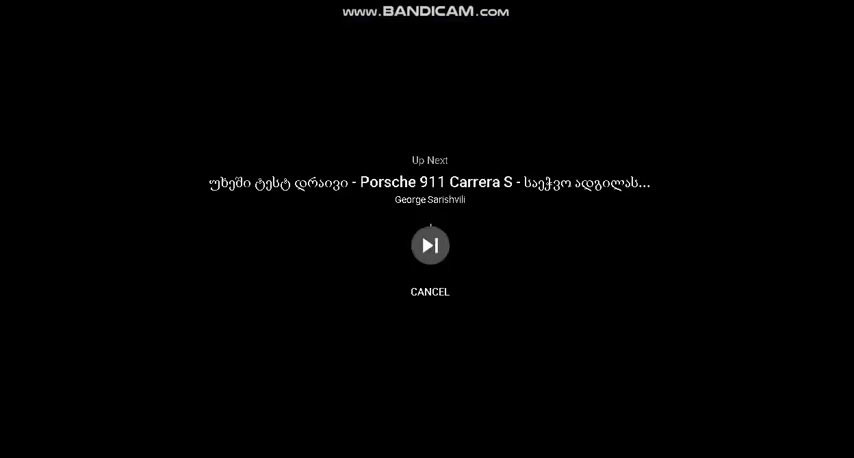 www.BANDICAM.com
Up Next
უხეში ტესტ დრაივი - Porsche 911 Carrera S - საეჭვო ადგილას...
George Sarishvili
CANCEL